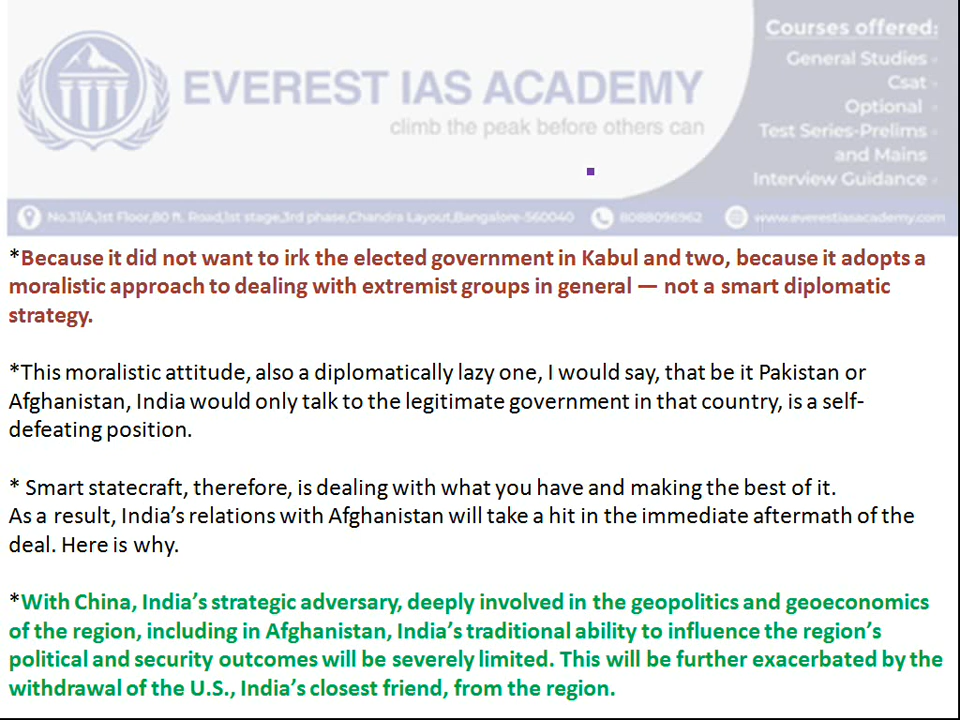 EVEREST IAS ACADEMY
climb the peak before others can
Courses offered:
General Studies
Csat
Optional
Test Series-Prelims
and Mains
Interview Guidance
No.31/A,1st Floor,80 ft. Road,1st stage,3rd phase,Chandra Layout,Bangalore-560040 8088096962 www.everestiasacademy.com
*Because it did not want to irk the elected government in Kabul and two, because it adopts a
moralistic approach to dealing with extremist groups in general — not a smart diplomatic
strategy.
*This moralistic attitude, also a diplomatically lazy one, I would say, that be it Pakistan or
Afghanistan, India would only talk to the legitimate government in that country, is a self-
defeating position.
* Smart statecraft, therefore, is dealing with what you have and making the best of it.
As a result, India’s relations with Afghanistan will take a hit in the immediate aftermath of the
deal. Here is why.
*With China, India’s strategic adversary, deeply involved in the geopolitics and geoeconomics
of the region, including in Afghanistan, India’s traditional ability to influence the region’s
political and security outcomes will be severely limited. This will be further exacerbated by the
withdrawal of the U.S., India’s closest friend, from the region.